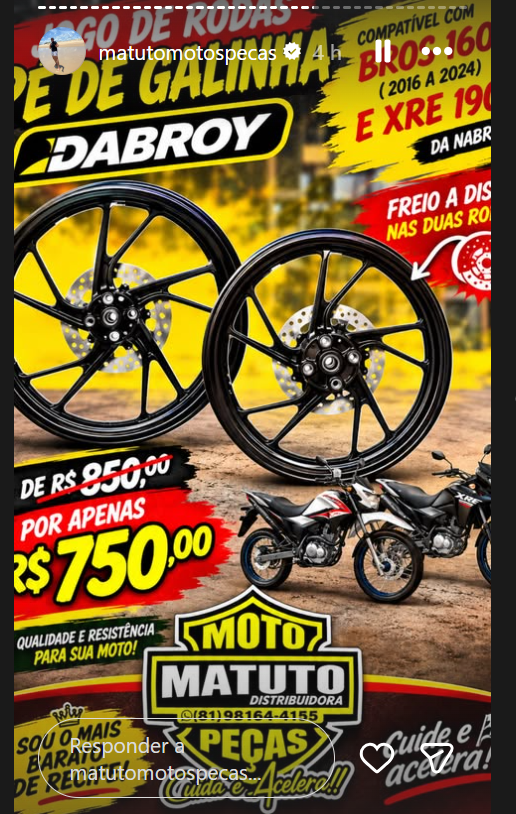 JOGO DE RODAS
matutomotospecas 4 h
PÉ DE GALINHA
DABROY
COMPATÍVEL COM
BROS 160
( 2016 A 2024)
E XRE 190
DA NABR
FREIO A DIS
NAS DUAS RO
DE R$ 850,00
POR APENAS
R$ 750,00
XRE
QUALIDADE E RESISTÊNCIA
PARA SUA MOTO!
MOTO
MATUTO
DISTRIBUIDORA
(81) 98164-4155
PEÇAS
Cuida e Acelera!!
SOU O MAIS
BARATO
DE RECIFE!
Responder a
matutomotospecas...
Cuide e
acelera!